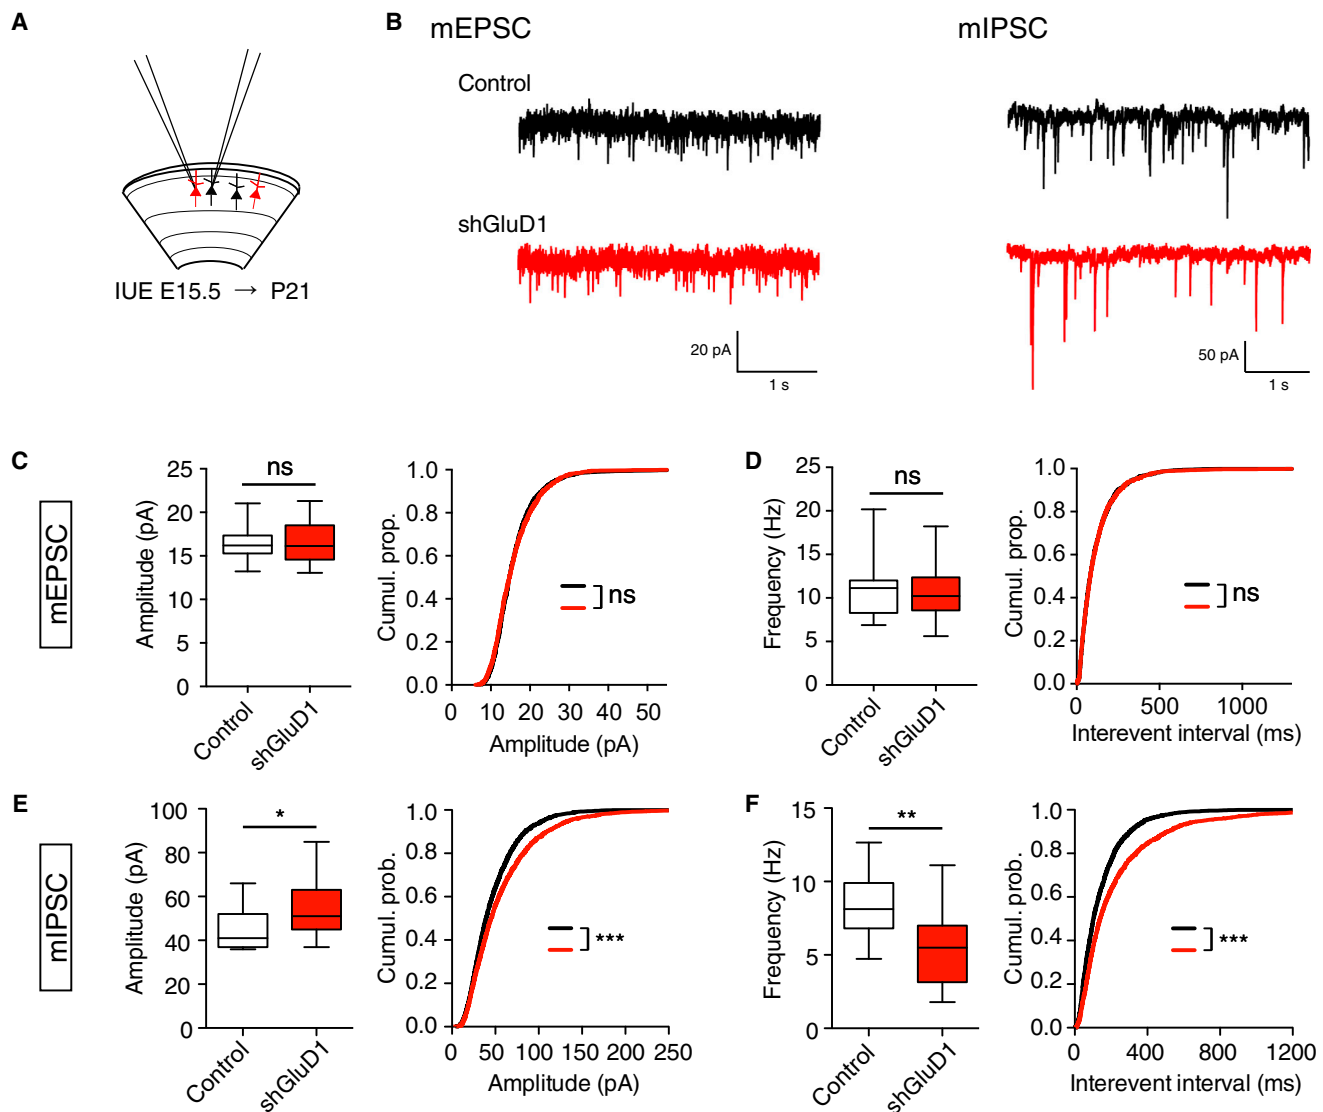 A
IUE E15.5 → P21
B
mEPSC
mIPSC
Control
shGluD1
20 pA
1 s
50 pA
1 s
C
mEPSC
Amplitude (pA)
25
20
15
10
5
0
ns
Control
shGluD1
Cumul. prop.
1.0
0.8
0.6
0.4
0.2
0.0
ns
0 10 20 30 40 50
Amplitude (pA)
D
Frequency (Hz)
25
20
15
10
5
0
ns
Control
shGluD1
Cumul. prop.
1.0
0.8
0.6
0.4
0.2
0.0
ns
0 500 1000
Interevent interval (ms)
E
mIPSC
Amplitude (pA)
100
80
60
40
20
0
*
Control
shGluD1
Cumul. prob.
1.0
0.8
0.6
0.4
0.2
0.0
***
0 50 100 150 200 250
Amplitude (pA)
F
Frequency (Hz)
15
10
5
0
**
Control
shGluD1
Cumul. prob.
1.0
0.8
0.6
0.4
0.2
0.0
***
0 400 800 1200
Interevent interval (ms)